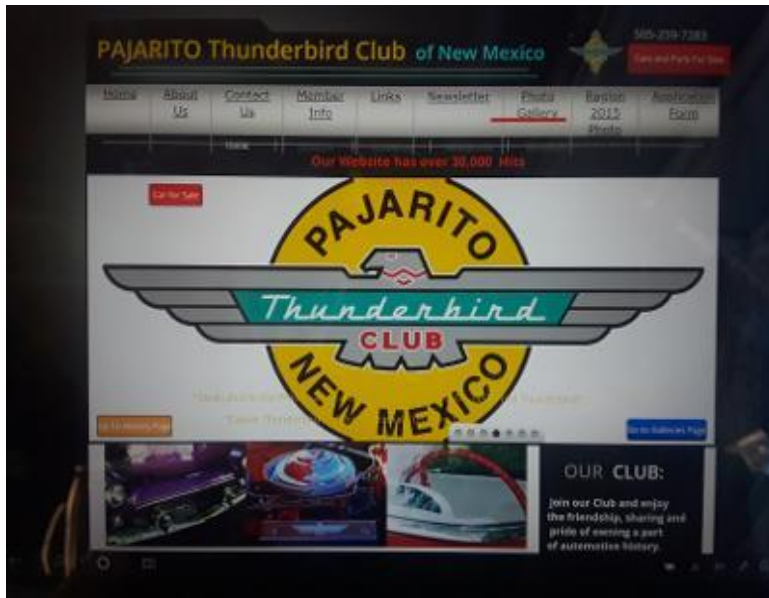 PAJARITO Thunderbird Club of New Mexico
505-239-7283
Cars and Parts For Sale
Home
About Us
Contact Us
Member Info
Links
Newsletter
Photo Gallery
Region 2015 Photo
Application Form
Our Website has over 30,000 Hits
Car for Sale
PAJARITO
Thunderbird
CLUB
NEW MEXICO
Go to Galleries Page
OUR CLUB:
Join our Club and enjoy
the friendship, sharing and
pride of owning a part
of automotive history.